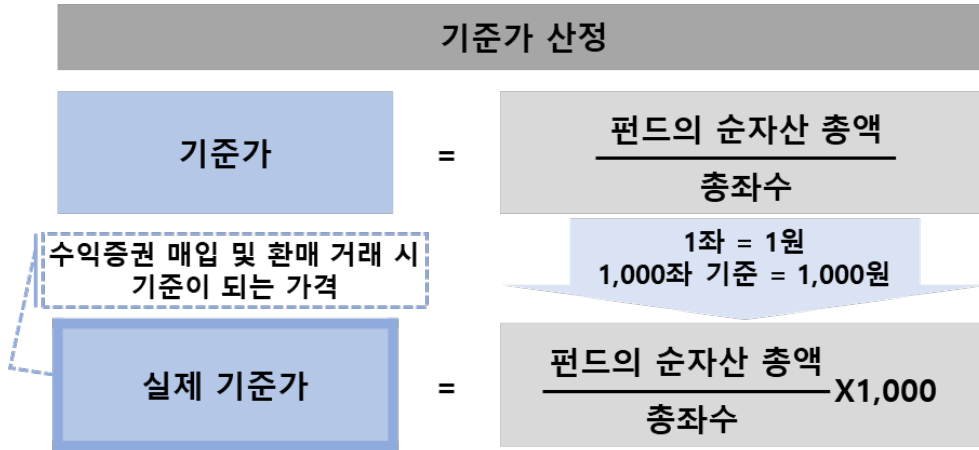 기준가 산정
기준가
=
펀드의 순자산 총액
총좌수
수익증권 매입 및 환매 거래 시
기준이 되는 가격
1좌 = 1원
1,000좌 기준 = 1,000원
실제 기준가
=
펀드의 순자산 총액
총좌수
X1,000